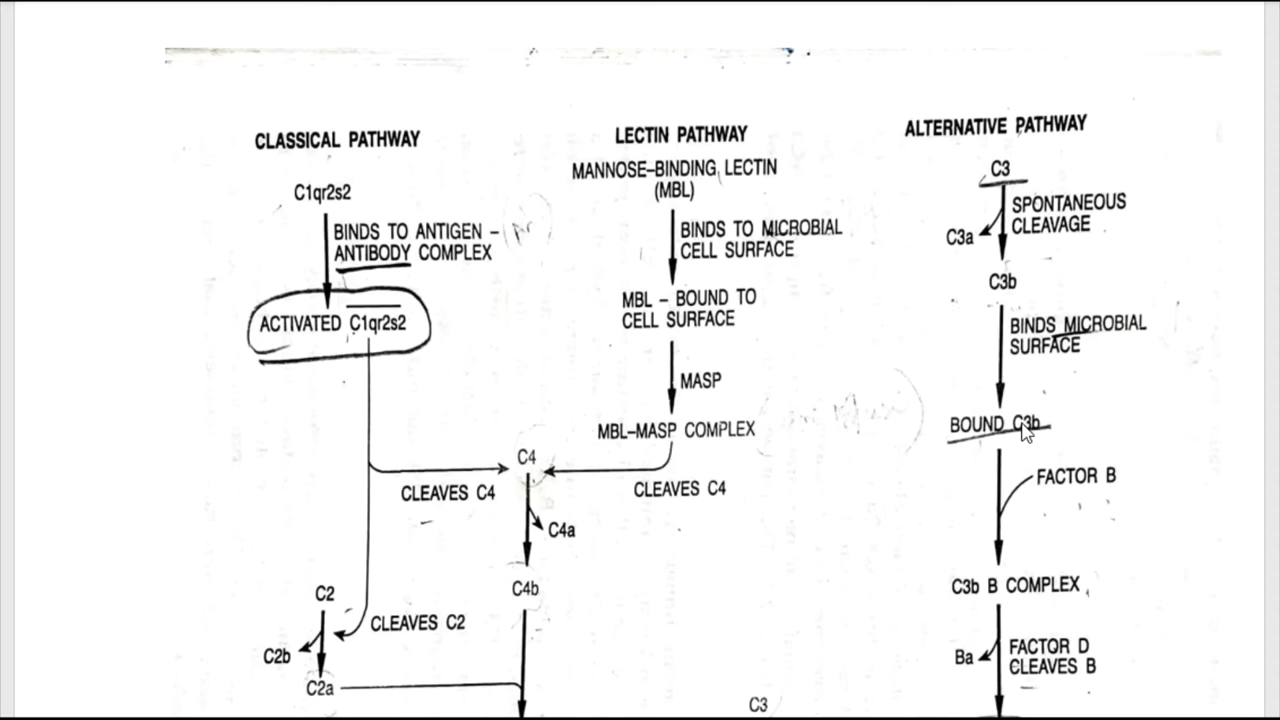 CLASSICAL PATHWAY
C1qr2s2
BINDS TO ANTIGEN –
ANTIBODY COMPLEX
ACTIVATED C1qr2s2
CLEAVES C4
C2
CLEAVES C2
C2b
C2a
LECTIN PATHWAY
MANNOSE–BINDING LECTIN
(MBL)
BINDS TO MICROBIAL
CELL SURFACE
MBL – BOUND TO
CELL SURFACE
MASP
MBL–MASP COMPLEX
C4
CLEAVES C4
C4a
C4b
C3
ALTERNATIVE PATHWAY
C3
SPONTANEOUS
CLEAVAGE
C3a
C3b
BINDS MICROBIAL
SURFACE
BOUND C3b
FACTOR B
C3b B COMPLEX
Ba
FACTOR D
CLEAVES B